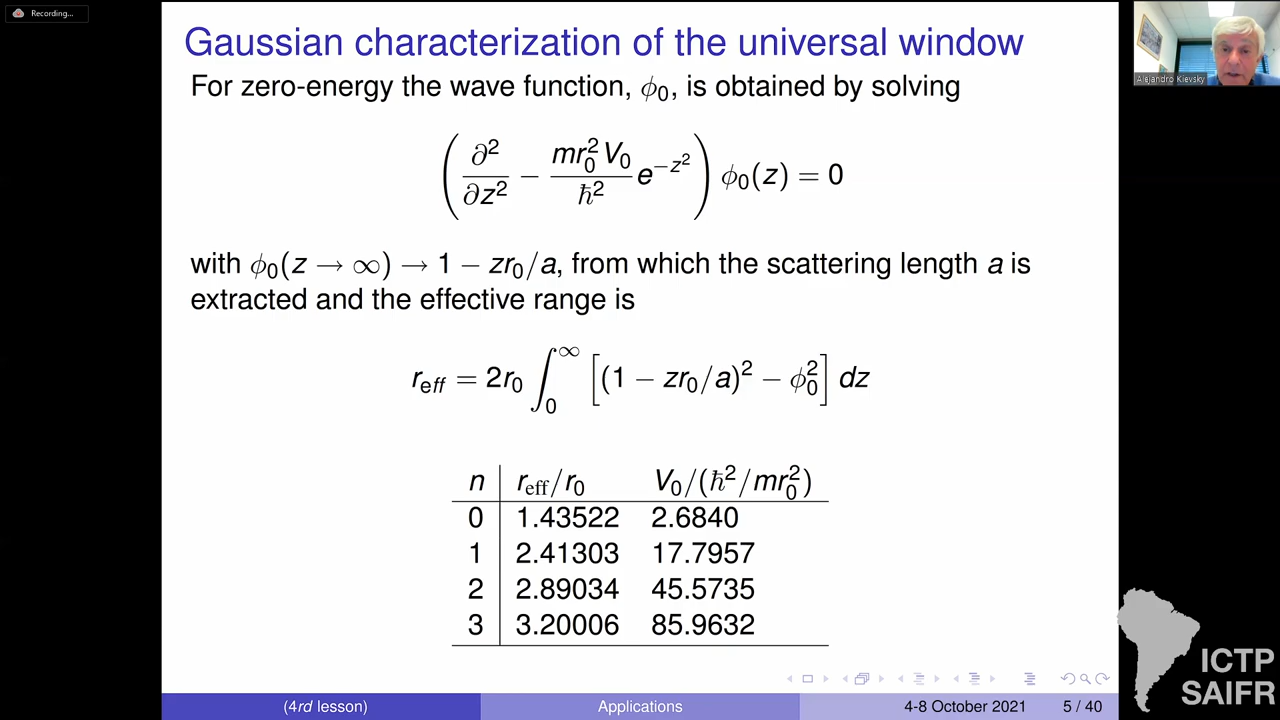 Recording...
Gaussian characterization of the universal window
Alejandro Kievsky
For zero-energy the wave function, ϕ₀, is obtained by solving
(∂²/∂z² − mr₀²V₀/ħ² e^{−z²}) ϕ₀(z) = 0
with ϕ₀(z → ∞) → 1 − zr₀/a, from which the scattering length a is
extracted and the effective range is
r_eff = 2r₀ ∫₀^∞ [(1 − zr₀/a)² − ϕ₀²] dz
n r_eff/r₀ V₀/(ħ²/mr₀²)
0 1.43522 2.6840
1 2.41303 17.7957
2 2.89034 45.5735
3 3.20006 85.9632
ICTP
SAIFR
(4rd lesson) Applications 4-8 October 2021 5 / 40